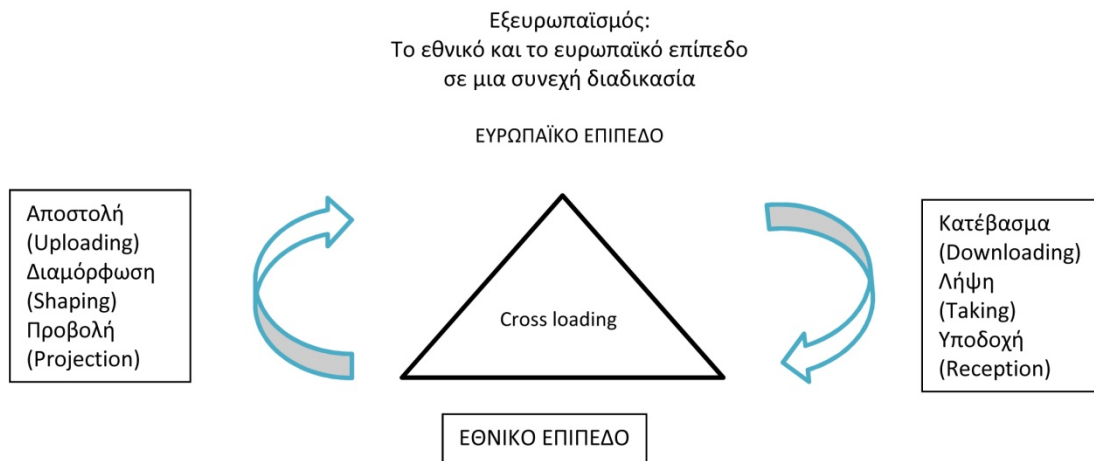 Εξευρωπαϊσμός:
Το εθνικό και το ευρωπαϊκό επίπεδο
σε μια συνεχή διαδικασία
ΕΥΡΩΠΑΪΚΟ ΕΠΙΠΕΔΟ
Αποστολή
(Uploading)
Διαμόρφωση
(Shaping)
Προβολή
(Projection)
Cross loading
Κατέβασμα
(Downloading)
Λήψη
(Taking)
Υποδοχή
(Reception)
ΕΘΝΙΚΟ ΕΠΙΠΕΔΟ